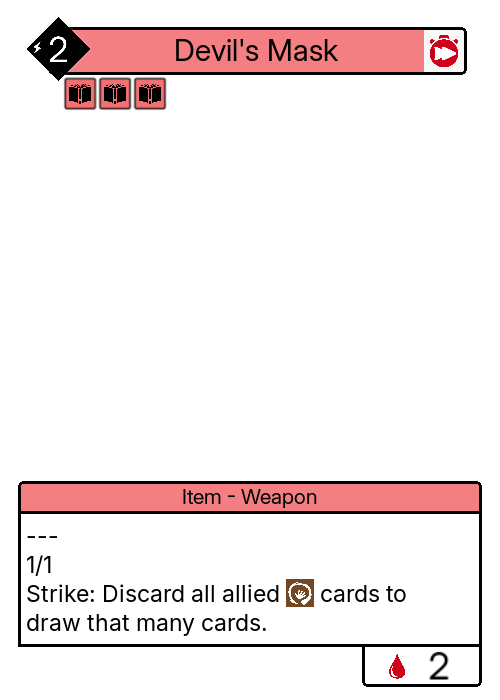 2
Devil's Mask
Item - Weapon
---
1/1
Strike: Discard all allied cards to
draw that many cards.
2